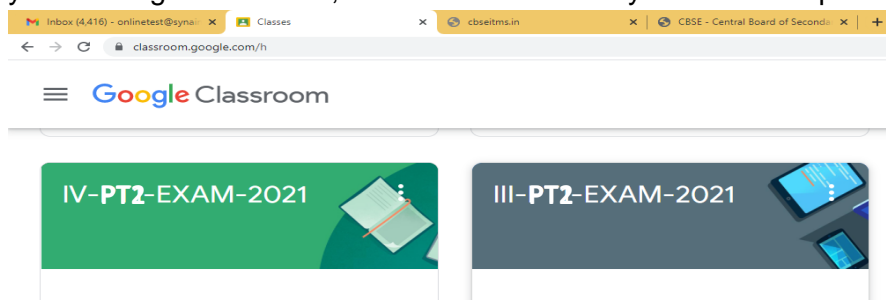 Inbox (4,416) - onlinetest@synai
Classes
cbseitms.in
CBSE - Central Board of Seconda
classroom.google.com/h
Google Classroom
IV-PT2-EXAM-2021
III-PT2-EXAM-2021